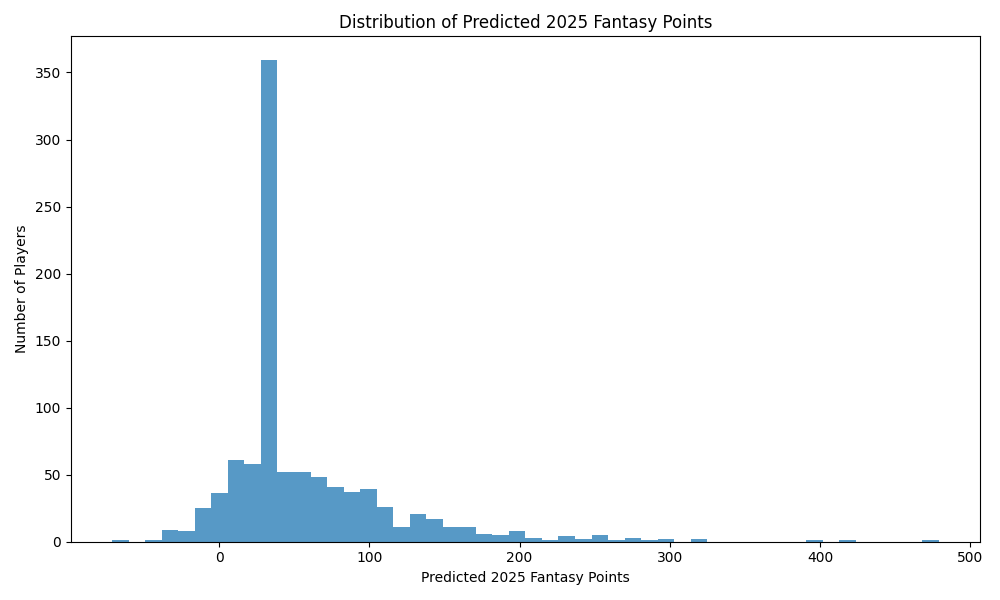 Distribution of Predicted 2025 Fantasy Points
350
300
250
200
150
100
50
0
Number of Players
0 100 200 300 400 500
Predicted 2025 Fantasy Points